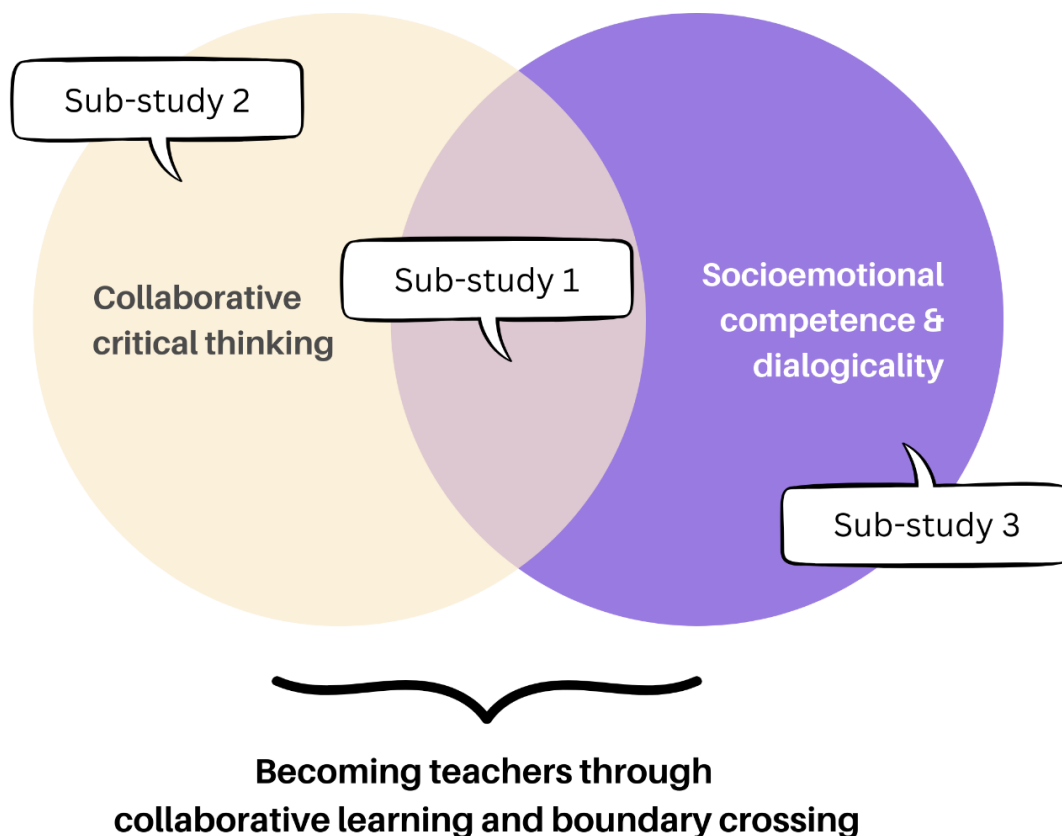 Sub-study 2
Sub-study 1
Collaborative
critical thinking
Socioemotional
competence &
dialogicality
Sub-study 3
Becoming teachers through
collaborative learning and boundary crossing